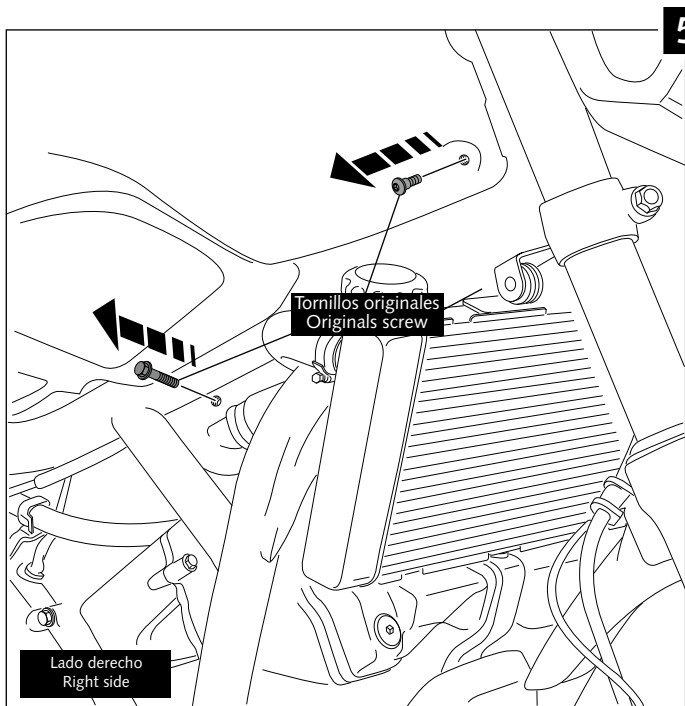 5
Tornillos originales
Originals screw
Lado derecho
Right side